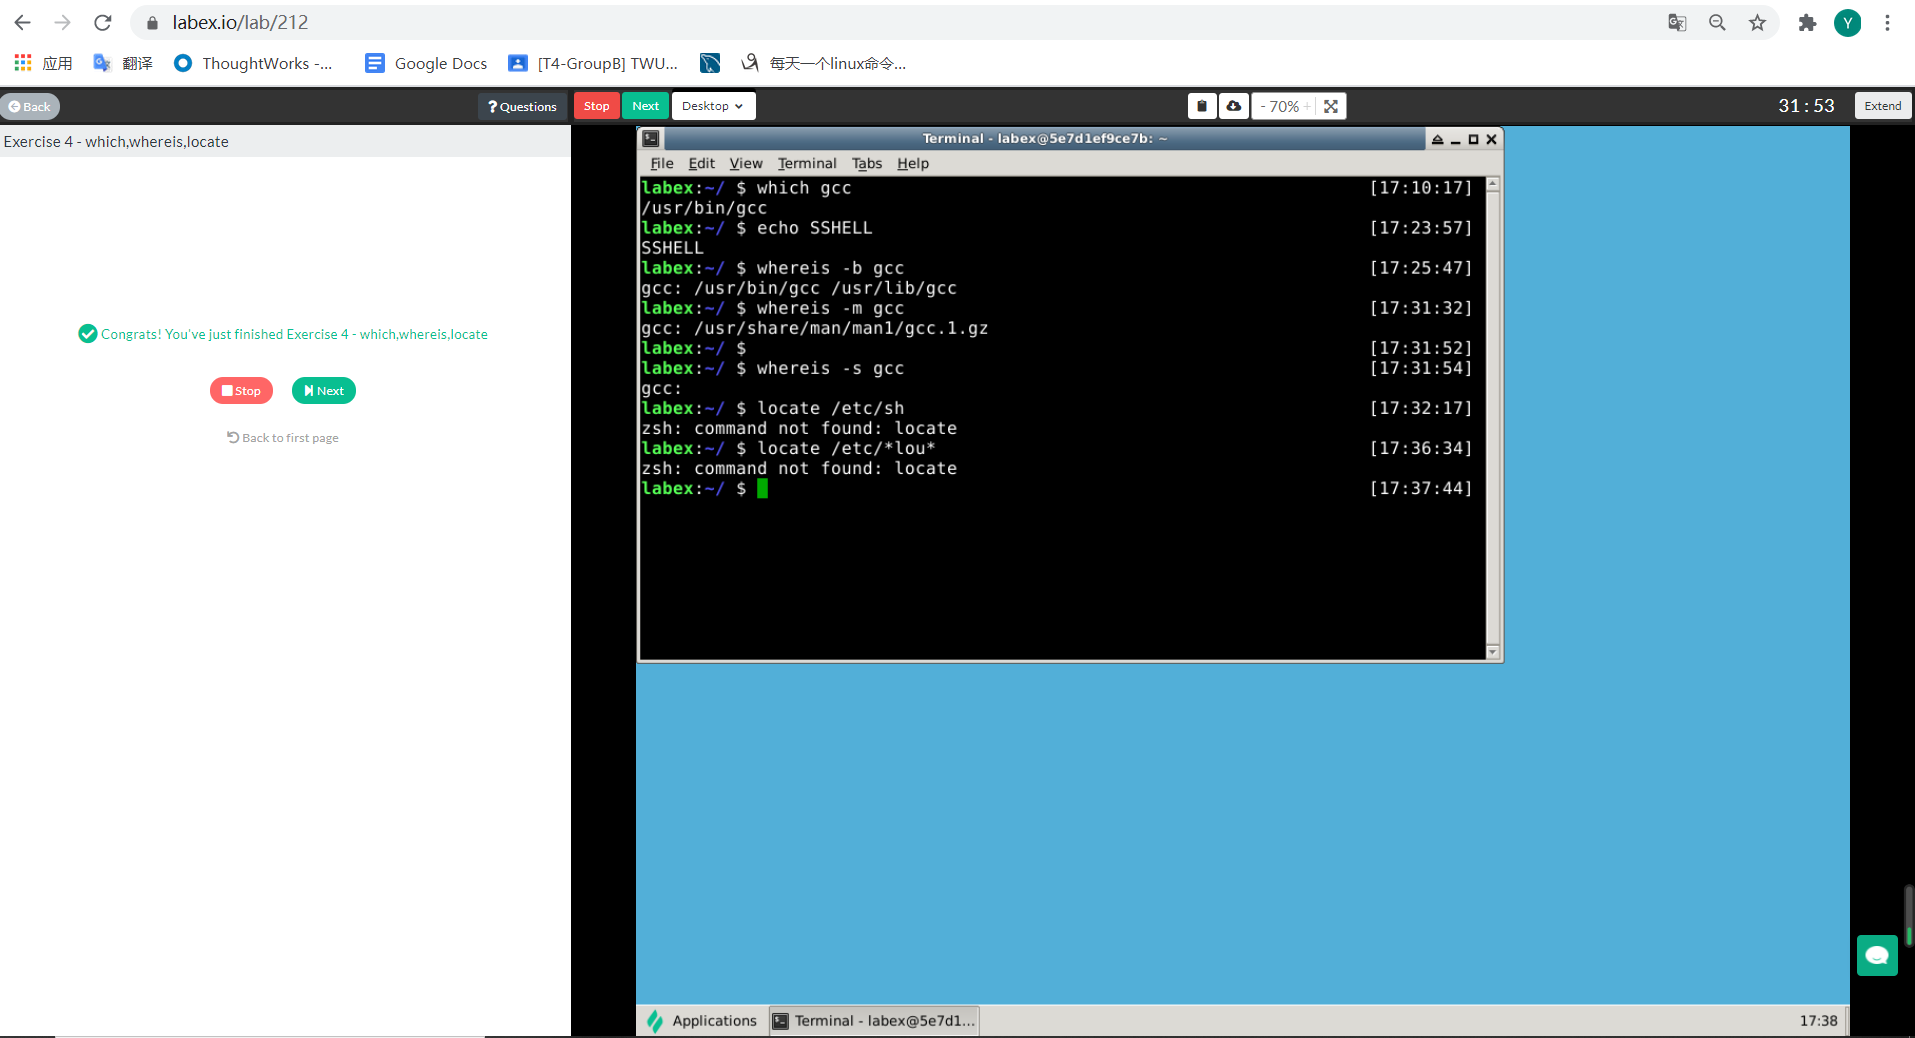 labex.io/lab/212
Y
应用
翻译
ThoughtWorks -...
Google Docs
[T4-GroupB] TWU...
每天一个linux命令...
Back
? Questions
Stop
Next
Desktop
- 70% +
31:53
Extend
Exercise 4 - which,whereis,locate
Congrats! You've just finished Exercise 4 - which,whereis,locate
Stop
Next
Back to first page
Terminal - labex@5e7d1ef9ce7b: ~
File Edit View Terminal Tabs Help
labex:~/ $ which gcc [17:10:17]
/usr/bin/gcc
labex:~/ $ echo SSHELL [17:23:57]
SSHELL
labex:~/ $ whereis -b gcc [17:25:47]
gcc: /usr/bin/gcc /usr/lib/gcc
labex:~/ $ whereis -m gcc [17:31:32]
gcc: /usr/share/man/man1/gcc.1.gz
labex:~/ $ [17:31:52]
labex:~/ $ whereis -s gcc [17:31:54]
gcc:
labex:~/ $ locate /etc/sh [17:32:17]
zsh: command not found: locate
labex:~/ $ locate /etc/*lou* [17:36:34]
zsh: command not found: locate
labex:~/ $ [17:37:44]
Applications
Terminal - labex@5e7d1...
17:38